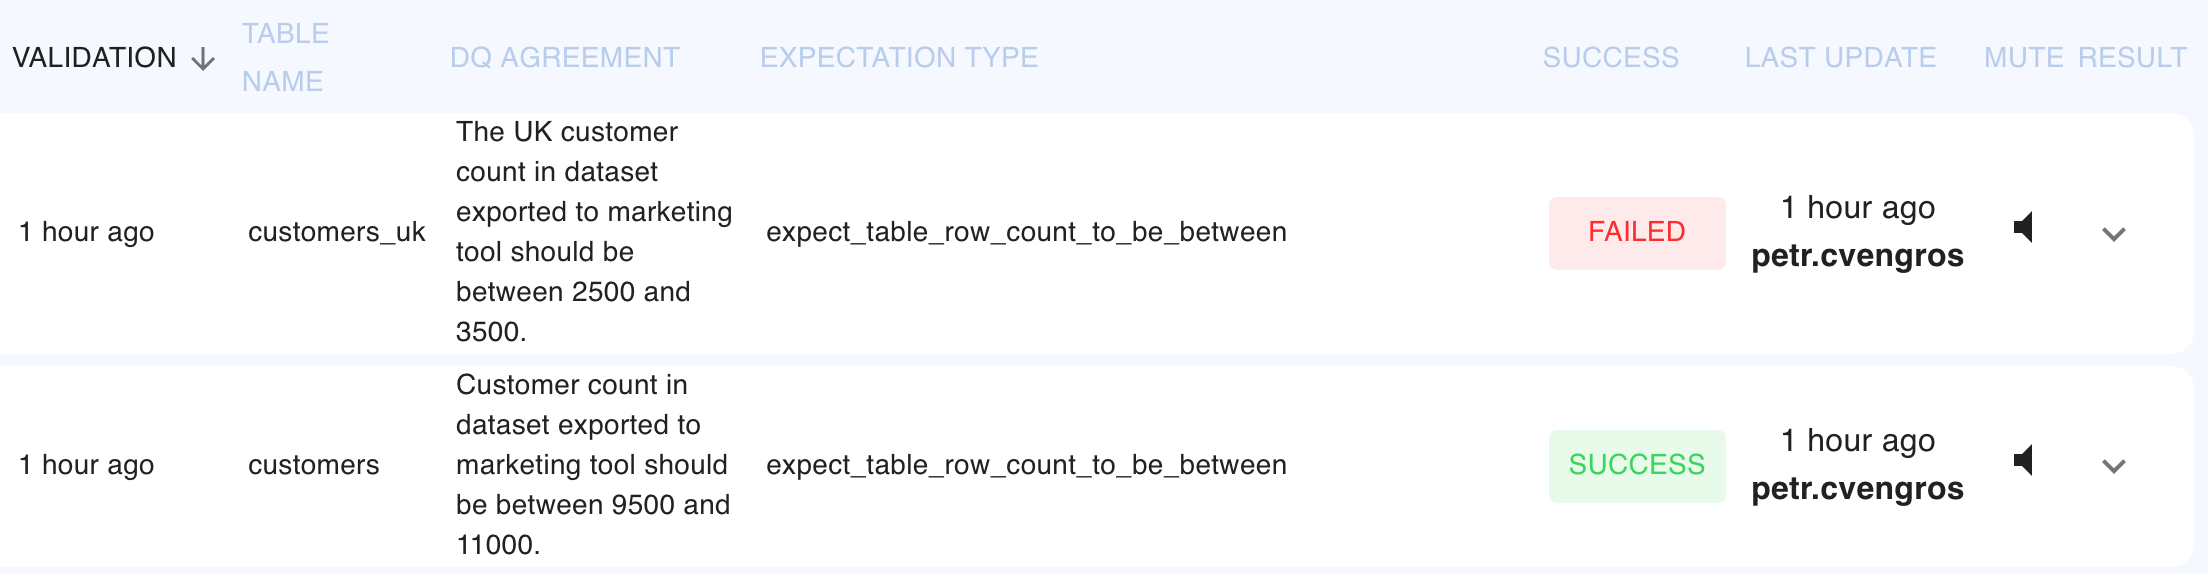 VALIDATION
TABLE
NAME
DQ AGREEMENT
EXPECTATION TYPE
SUCCESS
LAST UPDATE
MUTE
RESULT
1 hour ago
customers_uk
The UK customer
count in dataset
exported to marketing
tool should be
between 2500 and
3500.
expect_table_row_count_to_be_between
FAILED
1 hour ago
petr.cvengros
1 hour ago
customers
Customer count in
dataset exported to
marketing tool should
be between 9500 and
11000.
expect_table_row_count_to_be_between
SUCCESS
1 hour ago
petr.cvengros